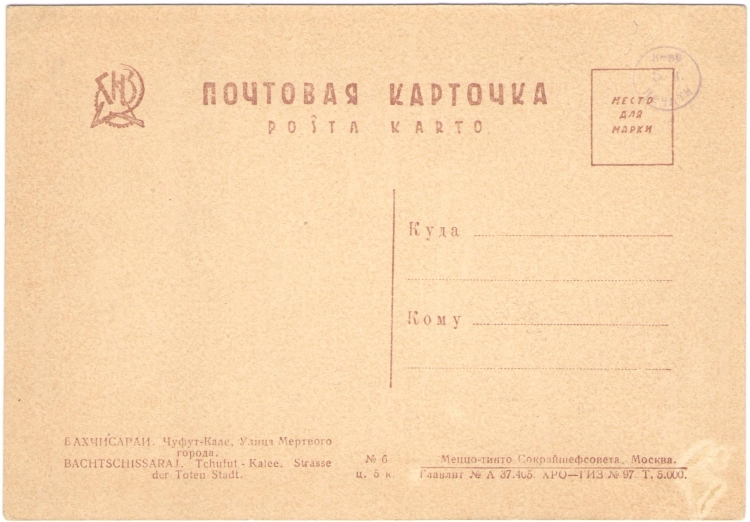 ПОЧТОВАЯ КАРТОЧКА
POŜTA KARTO
МЕСТО
ДЛЯ
МАРКИ
Куда
Кому
БАХЧИСАРАЙ. Чуфут-Кале. Улица Мертвого
города.
BACHTSCHISSARAJ. Tchufut-Kalee. Strasse
der Toten Stadt.
№ 6
ц. 5 к
Меццо-тинто Сокрайшефсовета, Москва.
Главлит № А 37.405. АРО—ГИЗ № 97. Т. 5.000.